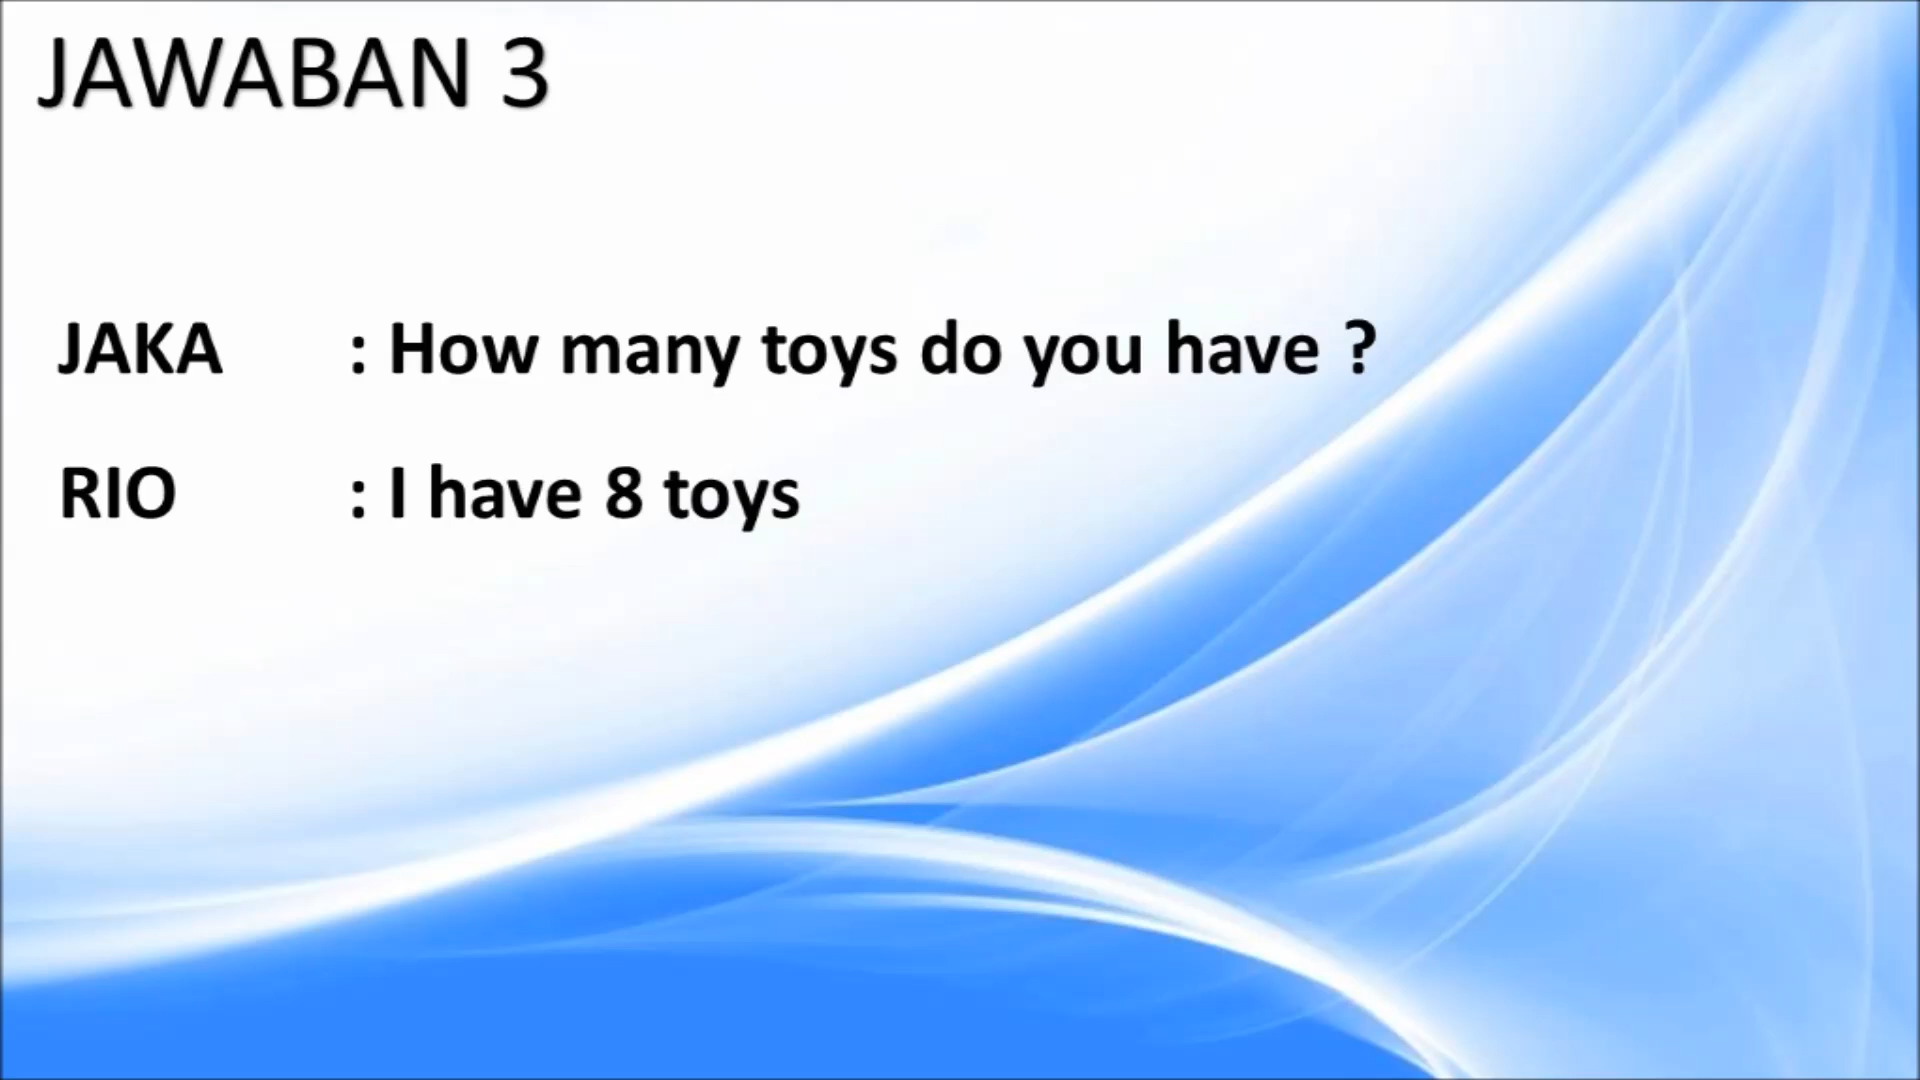 JAWABAN 3
JAKA : How many toys do you have ?
RIO : I have 8 toys